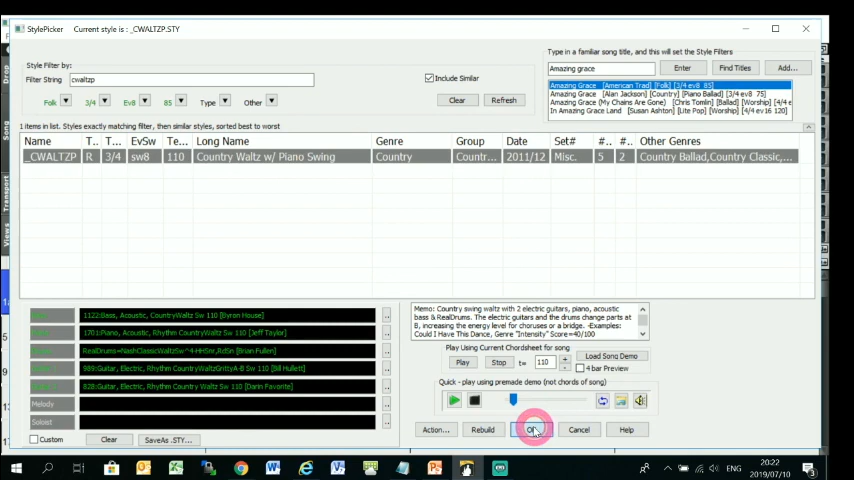 StylePicker Current style is : _CWALTZP.STY
Style Filter by:
Filter String cwaltzp
Include Similar
Folk 3/4 Ev8 85 Type Other
Clear Refresh
Type in a familiar song title, and this will set the Style Filters
Amazing grace Enter Find Titles Add...
Amazing Grace [American Trad] [Folk] [3/4 ev8 85]
Amazing Grace [Alan Jackson] [Country] [Piano Ballad] [3/4 ev8 75]
Amazing Grace (My Chains Are Gone) [Chris Tomlin] [Ballad] [Worship] [4/4 e
In Amazing Grace Land [Susan Ashton] [Lite Pop] [Worship] [4/4 ev16 120]
1 items in list. Styles exactly matching filter, then similar styles, sorted best to worst
Name T... T... EvSw Te... Long Name Genre Group Date Set# #.. #.. Other Genres
_CWALTZP R 3/4 sw8 110 Country Waltz w/ Piano Swing Country Countr... 2011/12 Misc. 5 2 Country Ballad,Country Classic,...
1122:Bass, Acoustic, CountryWaltz Sw 110 [Byron House]
1701:Piano, Acoustic, Rhythm CountryWaltz Sw 110 [Jeff Taylor]
RealDrums=NashClassicWaltzSw^4-HHSnr,RdSn [Brian Fullen]
989:Guitar, Electric, CountryWaltzGnttyA-B Sw 110 [Bill Hullett]
828:Guitar, Electric, Rhythm Country Waltz Sw 110 [Darin Favorite]
Melody
Soloist
Custom Clear SaveAs .STY...
Memo: Country swing waltz with 2 electric guitars, piano, acoustic
bass & RealDrums. The electric guitars and the drums change parts at
B, increasing the energy level for choruses or a bridge. -Examples:
Could I Have This Dance, Genre "Intensity" Score=40/100
Play Using Current Chordsheet for song
Play Stop t= 110 Load Song Demo
4 bar Preview
Quick - play using premade demo (not chords of song)
Action... Rebuild Cancel Help
Drop
Song
Transport
Views
5
9
ENG
20:22
2019/07/10